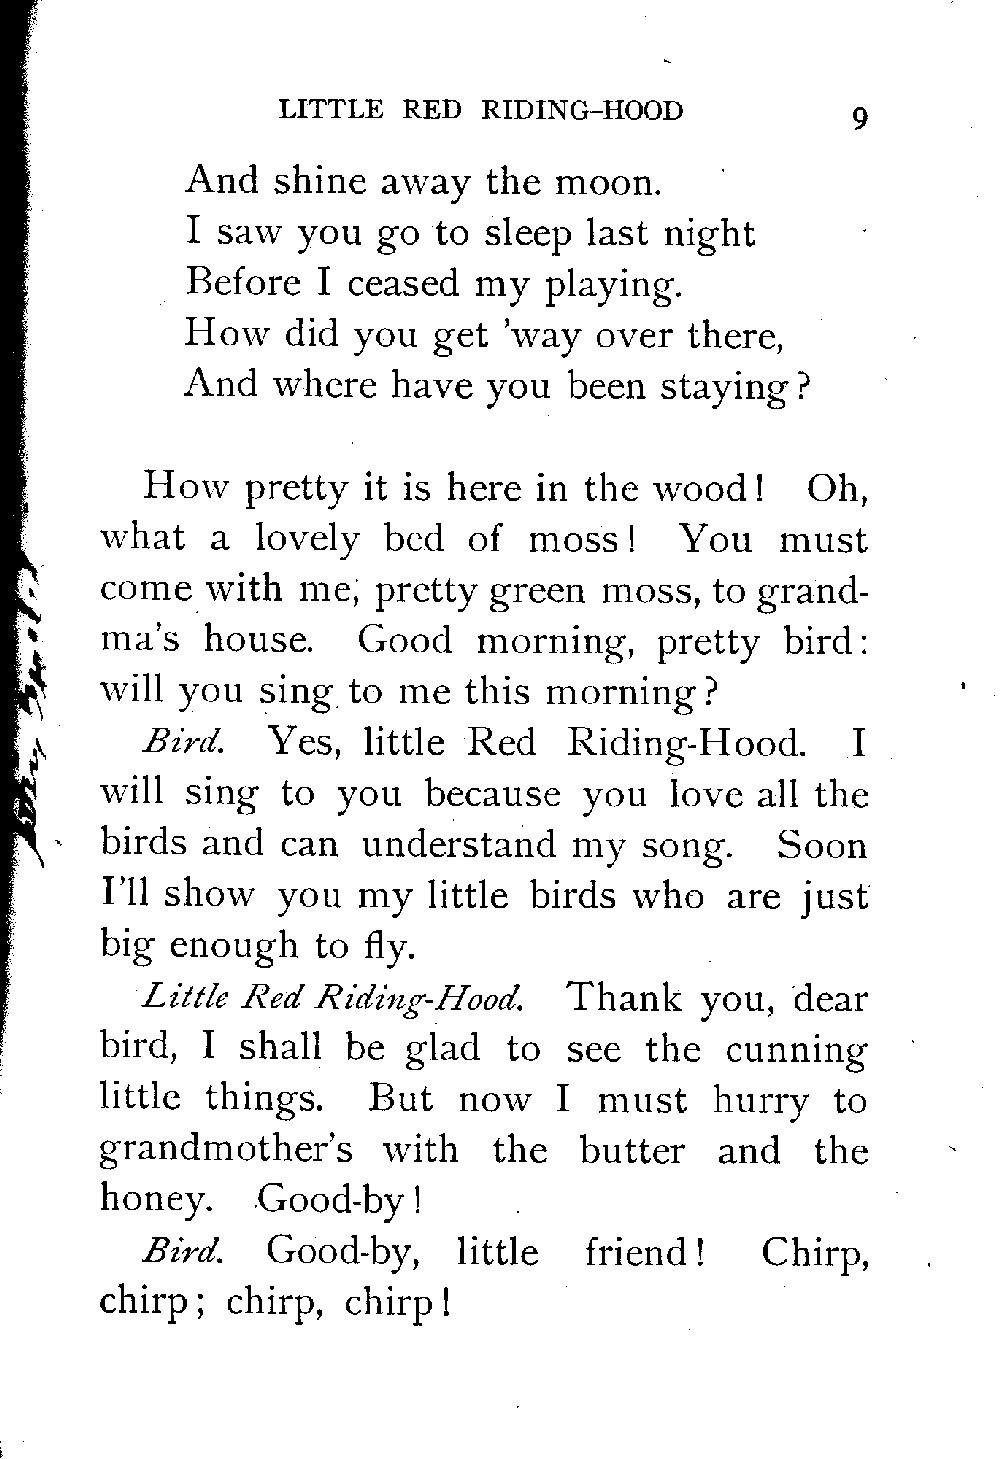 LITTLE RED RIDING-HOOD 9
And shine away the moon.
I saw you go to sleep last night
Before I ceased my playing.
How did you get 'way over there,
And where have you been staying?
How pretty it is here in the wood! Oh,
what a lovely bed of moss! You must
come with me, pretty green moss, to grand-
ma's house. Good morning, pretty bird:
will you sing to me this morning?
Bird. Yes, little Red Riding-Hood. I
will sing to you because you love all the
birds and can understand my song. Soon
I'll show you my little birds who are just
big enough to fly.
Little Red Riding-Hood. Thank you, dear
bird, I shall be glad to see the cunning
little things. But now I must hurry to
grandmother's with the butter and the
honey. Good-by!
Bird. Good-by, little friend! Chirp,
chirp; chirp, chirp!